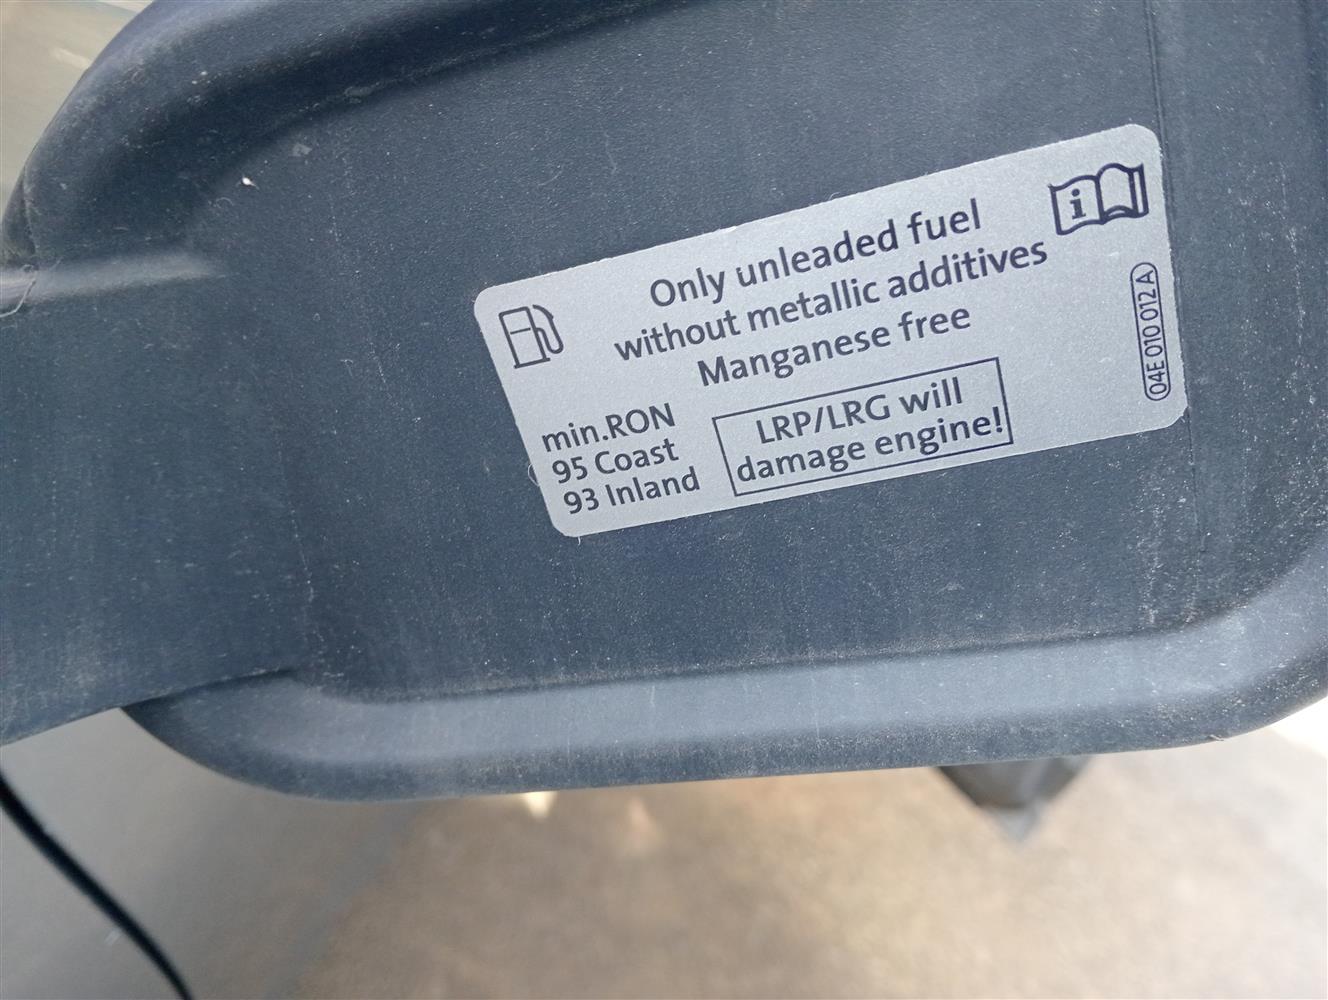 Only unleaded fuel
without metallic additives
Manganese free
min.RON
95 Coast
93 Inland
LRP/LRG will
damage engine!
i
04E 010 012 A